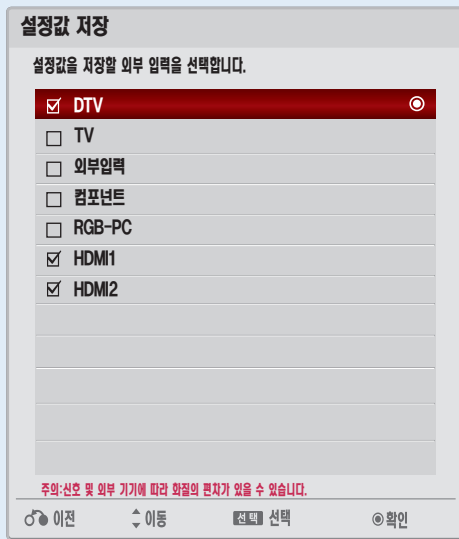 설정값 저장
설정값을 저장할 외부 입력을 선택합니다.
DTV
TV
외부입력
컴포넌트
RGB-PC
HDMI1
HDMI2
주의:신호 및 외부 기기에 따라 화질의 편차가 있을 수 있습니다.
이전 이동 선택 선택 확인